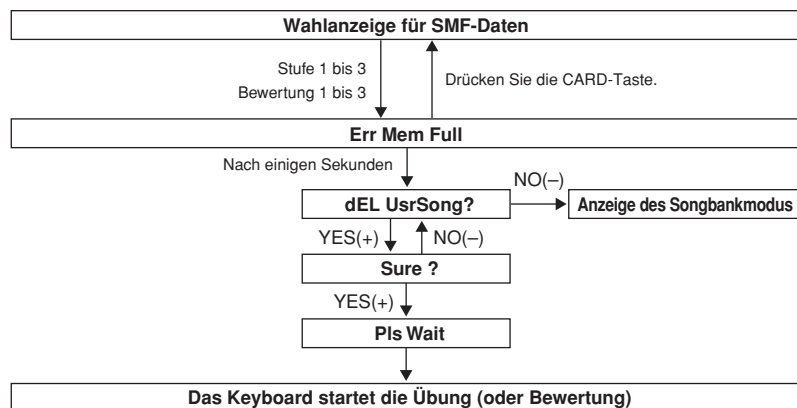 Wahlanzeige für SMF-Daten
Stufe 1 bis 3
Bewertung 1 bis 3
Drücken Sie die CARD-Taste.
Err Mem Full
Nach einigen Sekunden
dEL UsrSong?
NO(–)
Anzeige des Songbankmodus
YES(+)
NO(–)
Sure ?
YES(+)
Pls Wait
Das Keyboard startet die Übung (oder Bewertung)